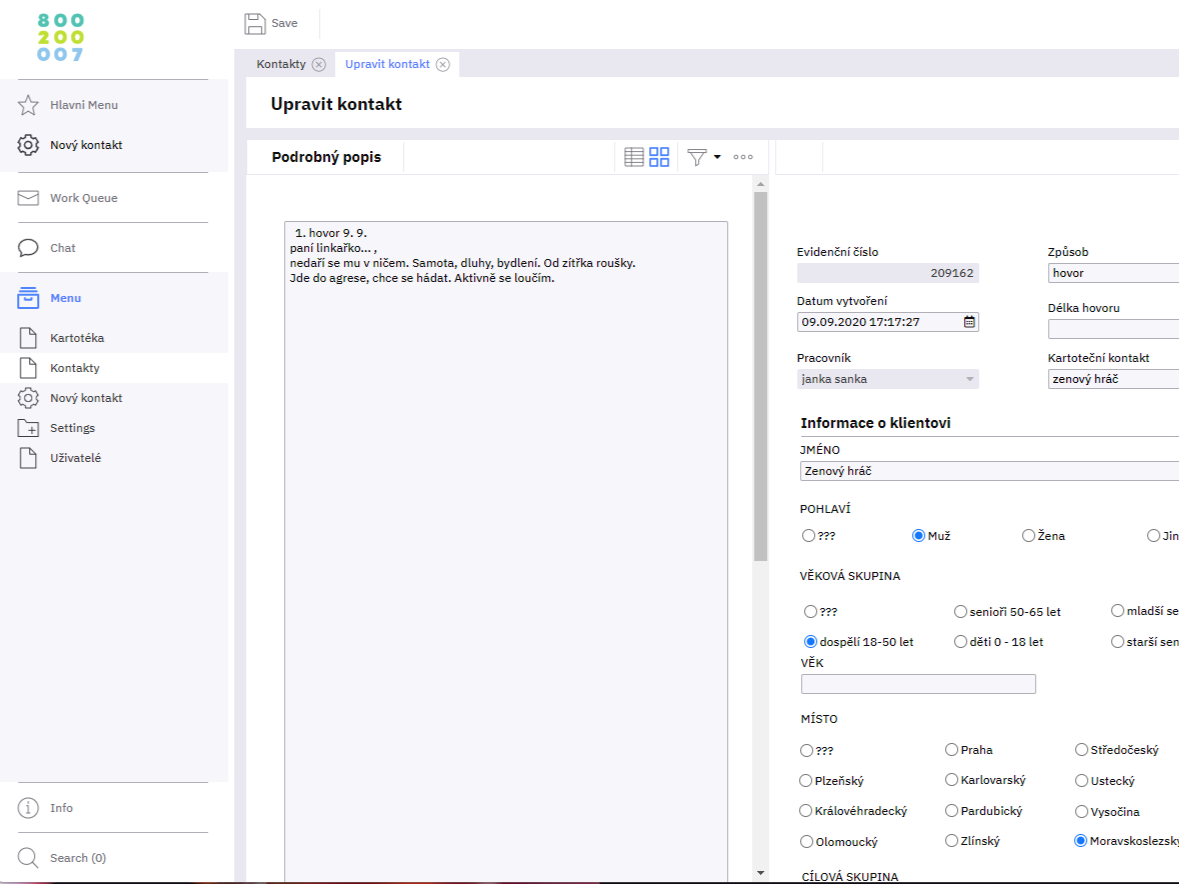 800
200
007
Save
Hlavni Menu
Nový kontakt
Work Queue
Chat
Menu
Kartotéka
Kontakty
Nový kontakt
Settings
Uživatelé
Info
Search (0)
Kontakty
Upravit kontakt
Upravit kontakt
Podrobný popis
1. hovor 9. 9.
paní linkařko... ,
nedaří se mu v ničem. Samota, dluhy, bydlení. Od zítřka roušky.
Jde do agrese, chce se hádat. Aktivně se loučím.
Evidenční číslo
209162
Způsob
hovor
Datum vytvoření
09.09.2020 17:17:27
Délka hovoru
Pracovník
janka sanka
Kartoteční kontakt
zenový hráč
Informace o klientovi
JMÉNO
Zenový hráč
POHLAVÍ
??? Muž Žena Jin
VĚKOVÁ SKUPINA
??? senioři 50-65 let mladší se
dospělí 18-50 let děti 0 - 18 let starší sen
VĚK
MÍSTO
??? Praha Středočeský
Plzeňský Karlovarský Ustecký
Královéhradecký Pardubický Vysočina
Olomoucký Zlínský Moravskoslezsky
CÍLOVÁ SKUPINA